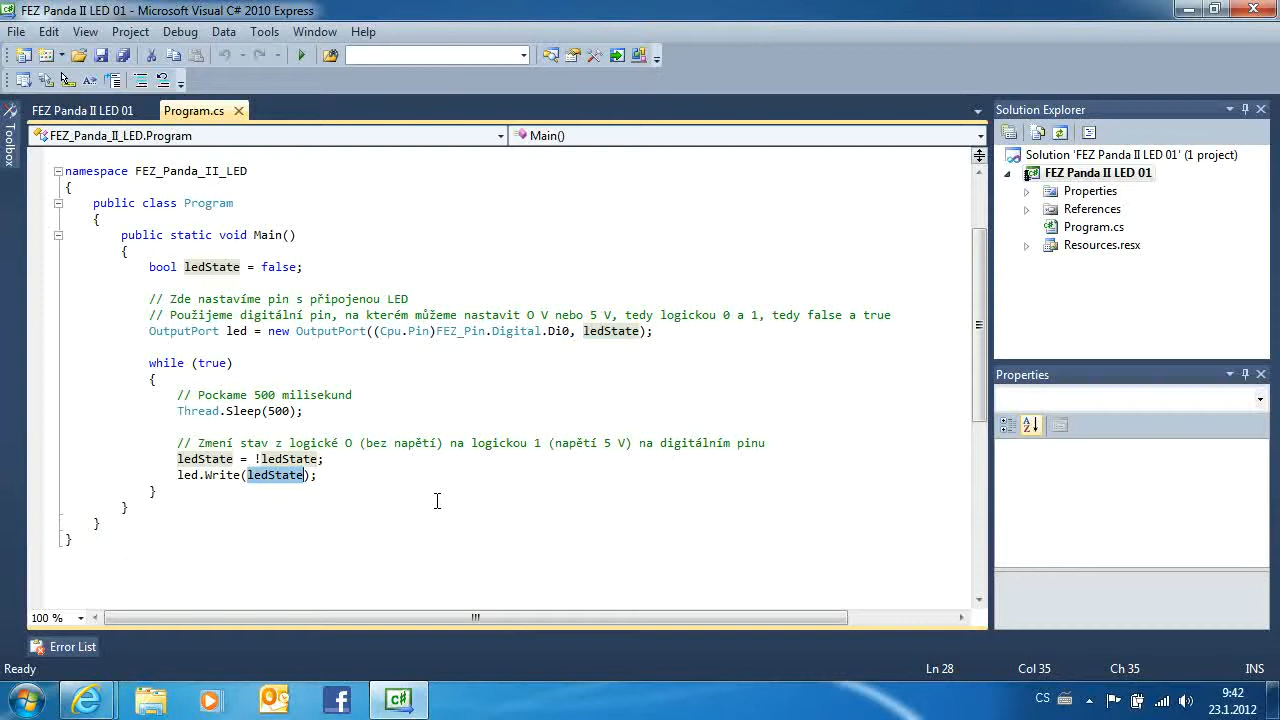 FEZ Panda II LED 01 - Microsoft Visual C# 2010 Express
File Edit View Project Debug Data Tools Window Help
FEZ Panda II LED 01 Program.cs
FEZ_Panda_II_LED.Program Main()
Toolbox
namespace FEZ_Panda_II_LED
{
public class Program
{
public static void Main()
{
bool ledState = false;
// Zde nastavíme pin s připojenou LED
// Použijeme digitální pin, na kterém můžeme nastavit O V nebo 5 V, tedy logickou 0 a 1, tedy false a true
OutputPort led = new OutputPort((Cpu.Pin)FEZ_Pin.Digital.Di0, ledState);
while (true)
{
// Pockame 500 milisekund
Thread.Sleep(500);
// Zmení stav z logické O (bez napětí) na logickou 1 (napětí 5 V) na digitálním pinu
ledState = !ledState;
led.Write(ledState);
}
}
}
}
100 %
Solution Explorer
Solution 'FEZ Panda II LED 01' (1 project)
FEZ Panda II LED 01
Properties
References
Program.cs
Resources.resx
Properties
Error List
Ready Ln 28 Col 35 Ch 35 INS
CS 9:42
23.1.2012